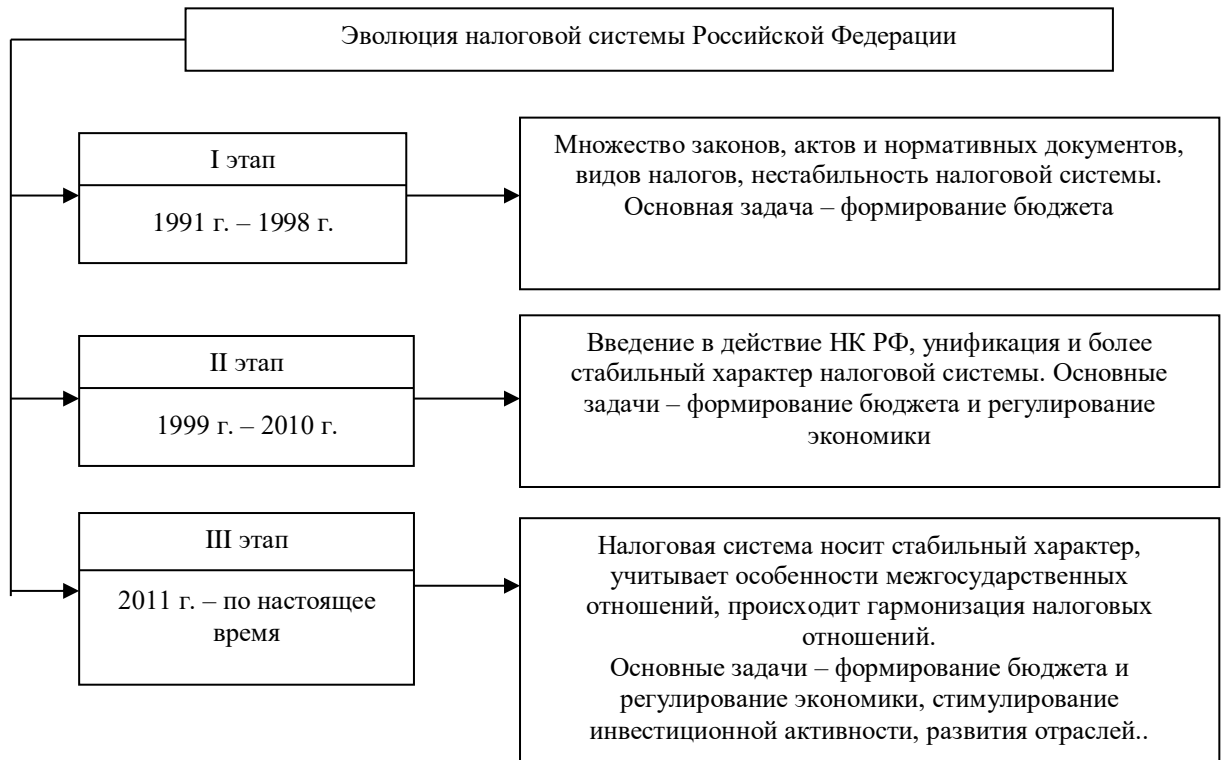 Эволюция налоговой системы Российской Федерации
I этап
1991 г. – 1998 г.
Множество законов, актов и нормативных документов,
видов налогов, нестабильность налоговой системы.
Основная задача – формирование бюджета
II этап
1999 г. – 2010 г.
Введение в действие НК РФ, унификация и более
стабильный характер налоговой системы. Основные
задачи – формирование бюджета и регулирование
экономики
III этап
2011 г. – по настоящее
время
Налоговая система носит стабильный характер,
учитывает особенности межгосударственных
отношений, происходит гармонизация налоговых
отношений.
Основные задачи – формирование бюджета и
регулирование экономики, стимулирование
инвестиционной активности, развития отраслей..